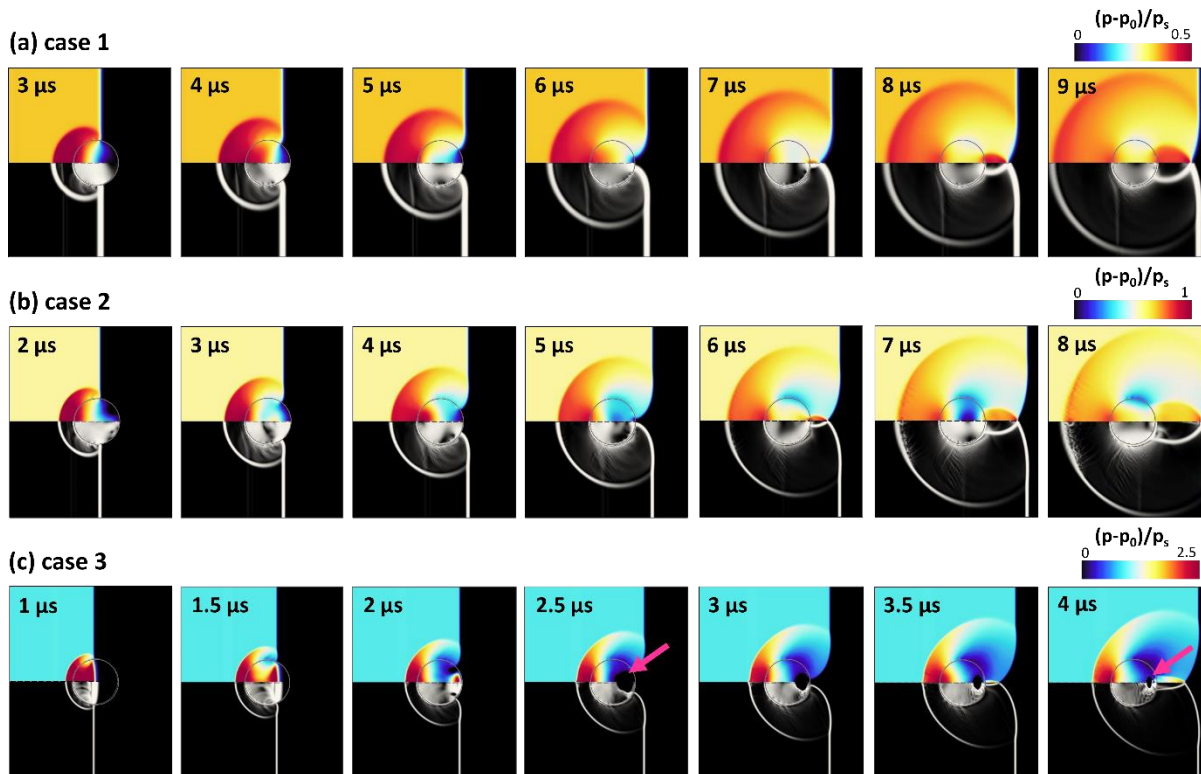 (p-p₀)/pₛ
(a) case 1
0 0.5
3 μs 4 μs 5 μs 6 μs 7 μs 8 μs 9 μs
(p-p₀)/pₛ
(b) case 2
0 1
2 μs 3 μs 4 μs 5 μs 6 μs 7 μs 8 μs
(p-p₀)/pₛ
(c) case 3
0 2.5
1 μs 1.5 μs 2 μs 2.5 μs 3 μs 3.5 μs 4 μs